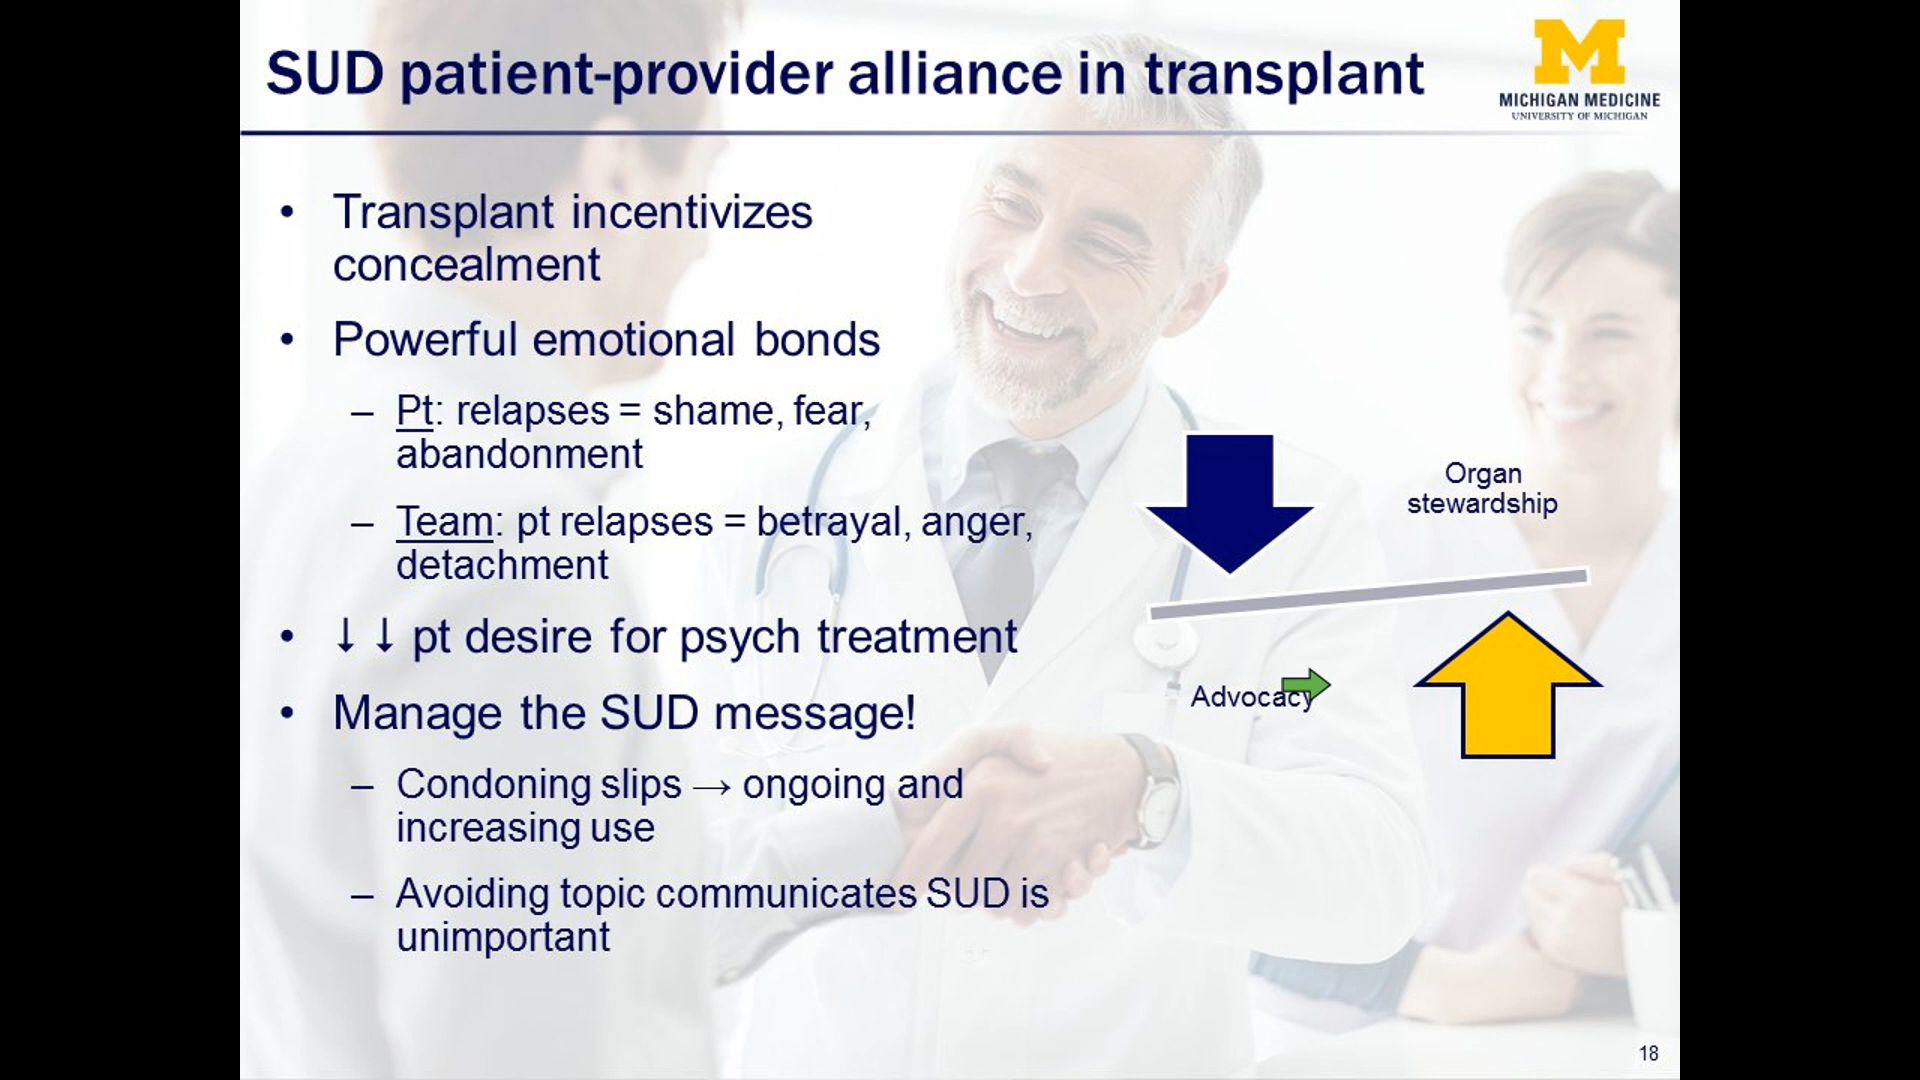 SUD patient-provider alliance in transplant
MICHIGAN MEDICINE
UNIVERSITY OF MICHIGAN
• Transplant incentivizes
concealment
• Powerful emotional bonds
– Pt: relapses = shame, fear,
abandonment
– Team: pt relapses = betrayal, anger,
detachment
• ↓ ↓ pt desire for psych treatment
• Manage the SUD message!
– Condoning slips → ongoing and
increasing use
– Avoiding topic communicates SUD is
unimportant
Organ
stewardship
Advocacy
18